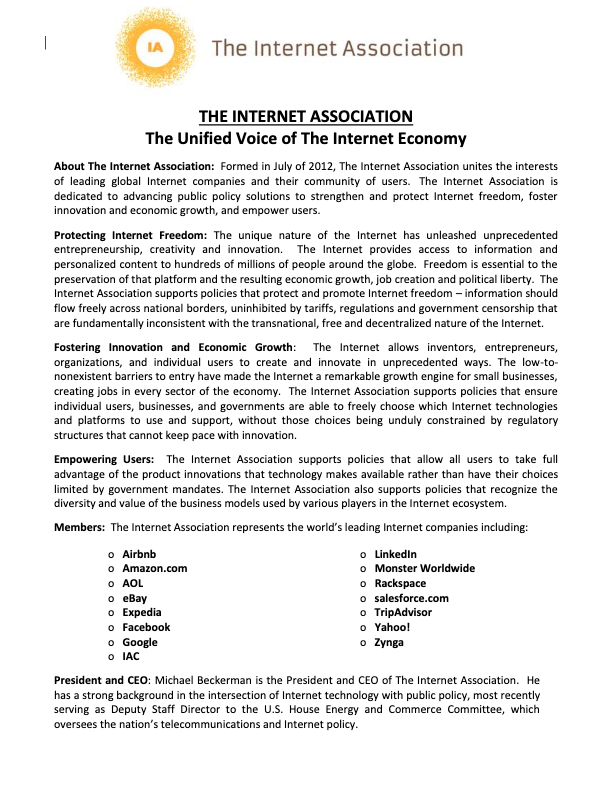 IA
The Internet Association
THE INTERNET ASSOCIATION
The Unified Voice of The Internet Economy
About The Internet Association: Formed in July of 2012, The Internet Association unites the interests
of leading global Internet companies and their community of users. The Internet Association is
dedicated to advancing public policy solutions to strengthen and protect Internet freedom, foster
innovation and economic growth, and empower users.
Protecting Internet Freedom: The unique nature of the Internet has unleashed unprecedented
entrepreneurship, creativity and innovation. The Internet provides access to information and
personalized content to hundreds of millions of people around the globe. Freedom is essential to the
preservation of that platform and the resulting economic growth, job creation and political liberty. The
Internet Association supports policies that protect and promote Internet freedom – information should
flow freely across national borders, uninhibited by tariffs, regulations and government censorship that
are fundamentally inconsistent with the transnational, free and decentralized nature of the Internet.
Fostering Innovation and Economic Growth: The Internet allows inventors, entrepreneurs,
organizations, and individual users to create and innovate in unprecedented ways. The low-to-
nonexistent barriers to entry have made the Internet a remarkable growth engine for small businesses,
creating jobs in every sector of the economy. The Internet Association supports policies that ensure
individual users, businesses, and governments are able to freely choose which Internet technologies
and platforms to use and support, without those choices being unduly constrained by regulatory
structures that cannot keep pace with innovation.
Empowering Users: The Internet Association supports policies that allow all users to take full
advantage of the product innovations that technology makes available rather than have their choices
limited by government mandates. The Internet Association also supports policies that recognize the
diversity and value of the business models used by various players in the Internet ecosystem.
Members: The Internet Association represents the world's leading Internet companies including:
o Airbnb
o Amazon.com
o AOL
o eBay
o Expedia
o Facebook
o Google
o IAC
o LinkedIn
o Monster Worldwide
o Rackspace
o salesforce.com
o TripAdvisor
o Yahoo!
o Zynga
President and CEO: Michael Beckerman is the President and CEO of The Internet Association. He
has a strong background in the intersection of Internet technology with public policy, most recently
serving as Deputy Staff Director to the U.S. House Energy and Commerce Committee, which
oversees the nation's telecommunications and Internet policy.